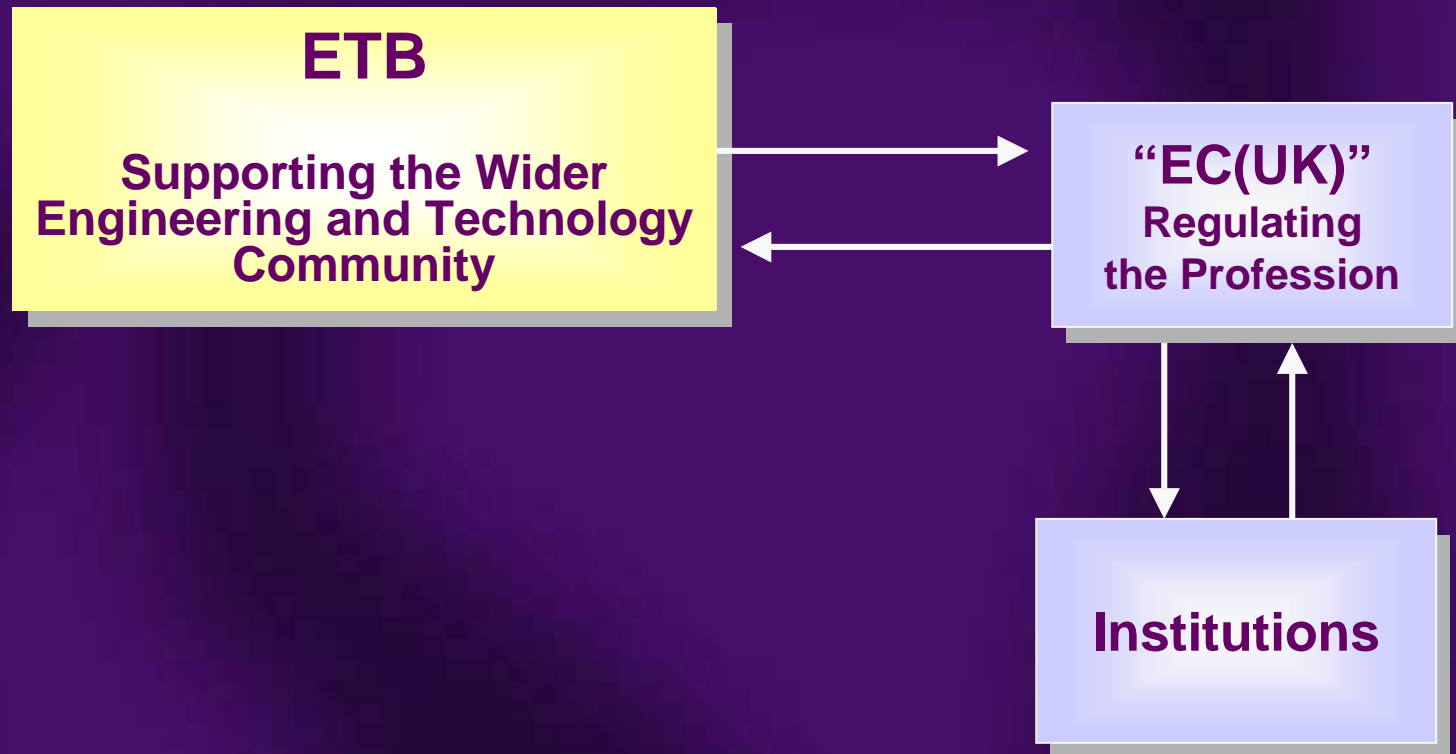 ETB
Supporting the Wider
Engineering and Technology
Community
“EC(UK)”
Regulating
the Profession
Institutions